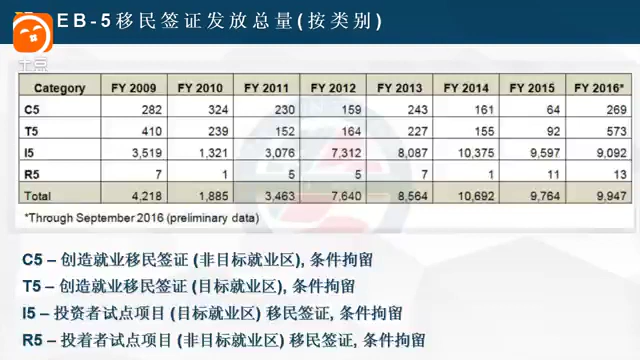 EB-5移民签证发放总量(按类别)
土豆
Category FY 2009 FY 2010 FY 2011 FY 2012 FY 2013 FY 2014 FY 2015 FY 2016*
C5 282 324 230 159 243 161 64 269
T5 410 239 152 164 227 155 92 573
I5 3,519 1,321 3,076 7,312 8,087 10,375 9,597 9,092
R5 7 1 5 5 7 1 11 13
Total 4,218 1,885 3,463 7,640 8,564 10,692 9,764 9,947
*Through September 2016 (preliminary data)
C5 – 创造就业移民签证 (非目标就业区), 条件拘留
T5 – 创造就业移民签证 (目标就业区), 条件拘留
I5 – 投资者试点项目 (目标就业区) 移民签证, 条件拘留
R5 – 投着者试点项目 (非目标就业区) 移民签证, 条件拘留